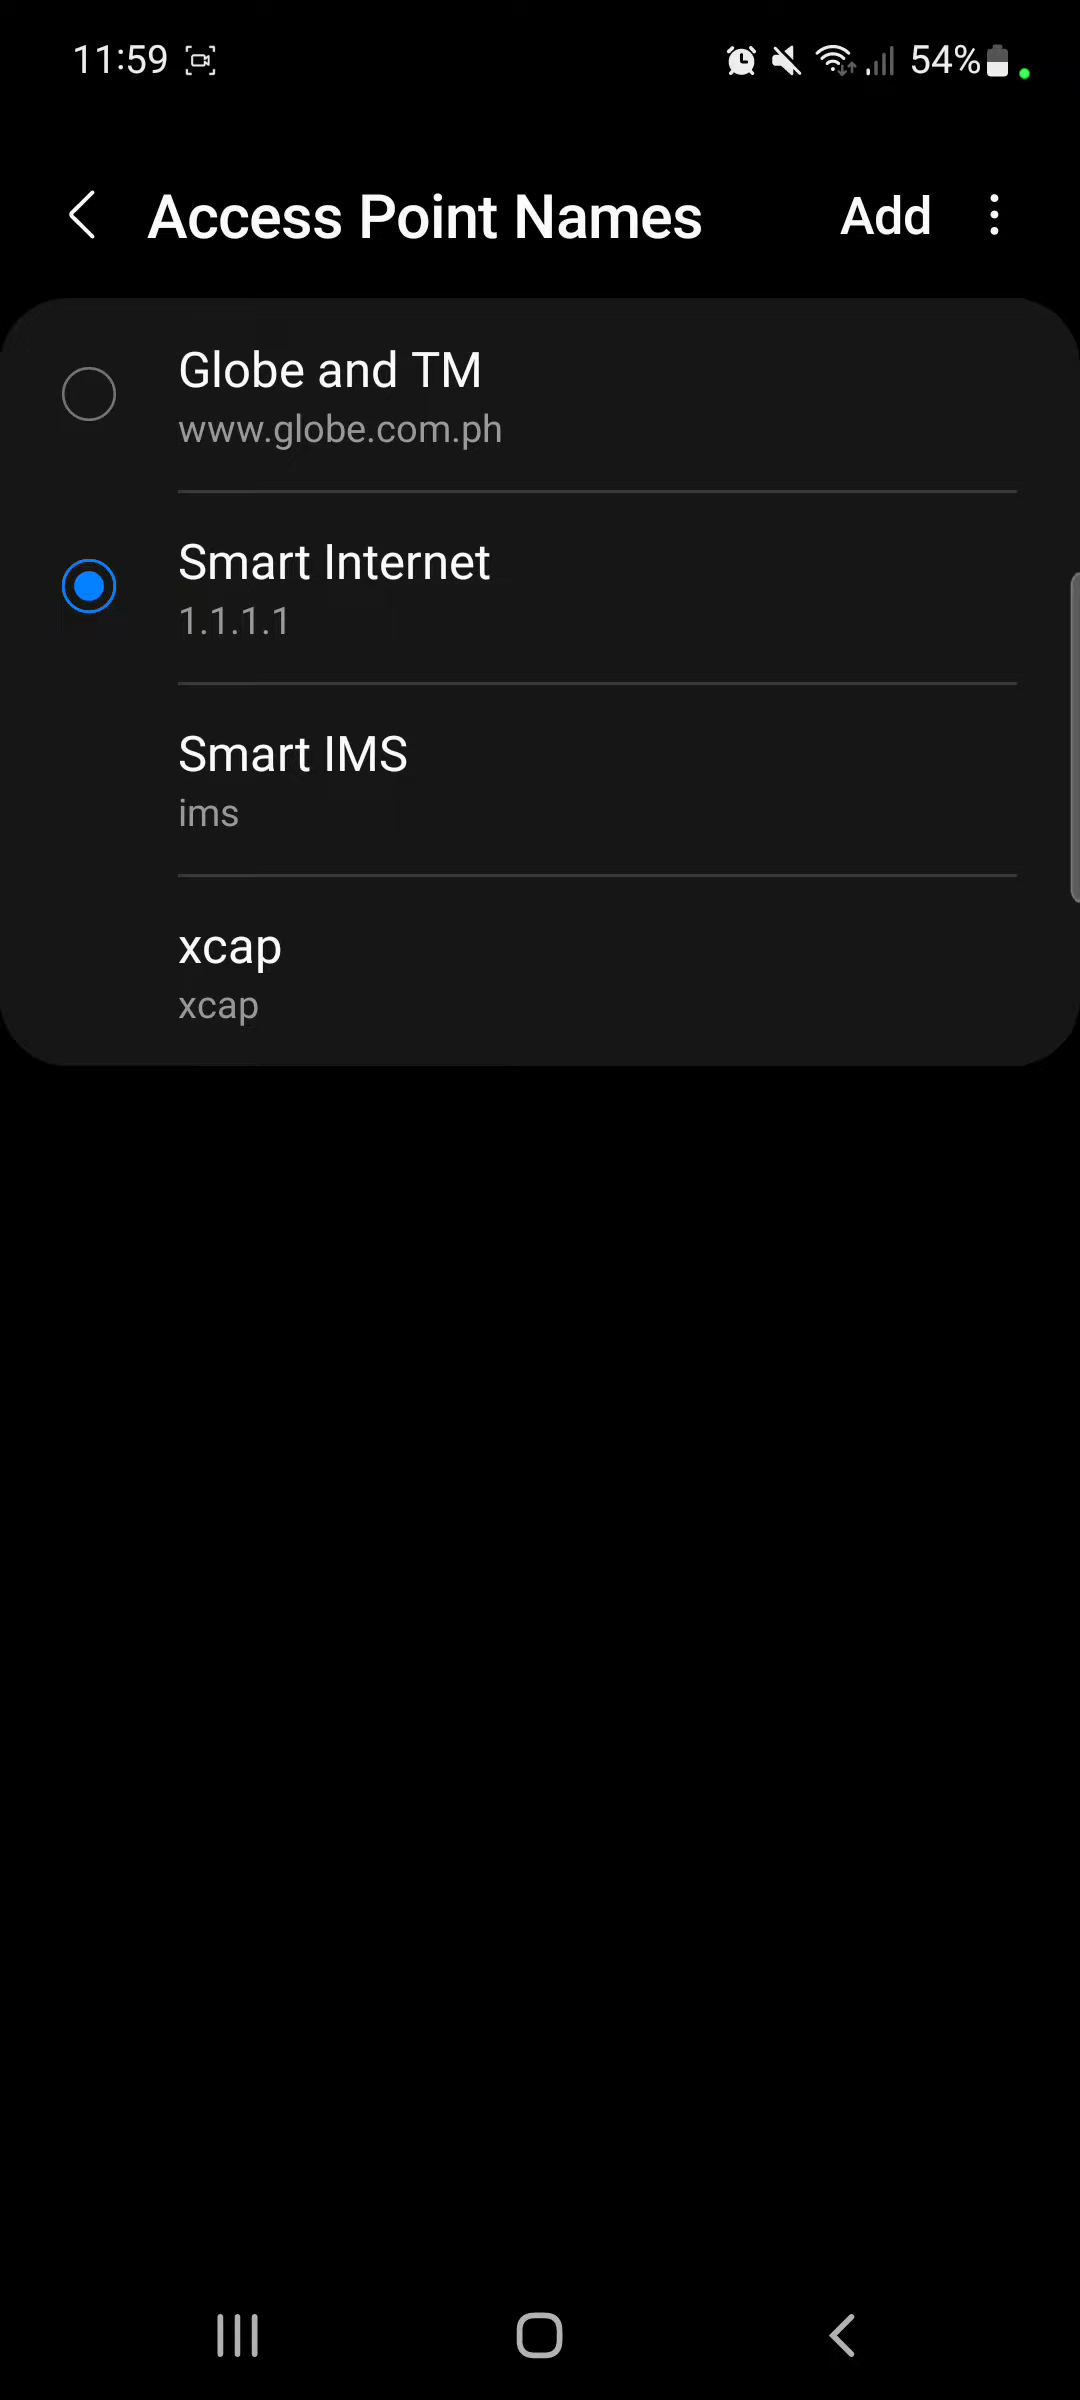 11:59
54%
Access Point Names
Add
Globe and TM
www.globe.com.ph
Smart Internet
1.1.1.1
Smart IMS
ims
xcap
xcap